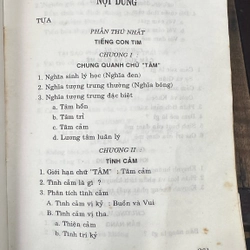 NỘI DUNG
TỰA
PHẦN THỨ NHẤT
TIẾNG CON TIM
CHƯƠNG I
CHUNG QUANH CHỮ "TÂM"
1. Nghĩa sinh lý học (Nghĩa đen)
2. Nghĩa tượng trưng thường (Nghĩa bóng)
3. Nghĩa tượng trưng đặc biệt
a. Tâm hồn
b. Tâm trí
c. Tâm cảm
d. Lương tâm luân lý
CHƯƠNG II
TÌNH CẢM
1. Giới hạn chữ "TÂM" : Tâm cảm
2. Tình cảm là gì ?
3. Phân tích tình cảm
A. Tình cảm vị kỷ : Buồn và Vui
B. Tình cảm vị tha.
a. Thiện cảm
b. Tình tri kỷ